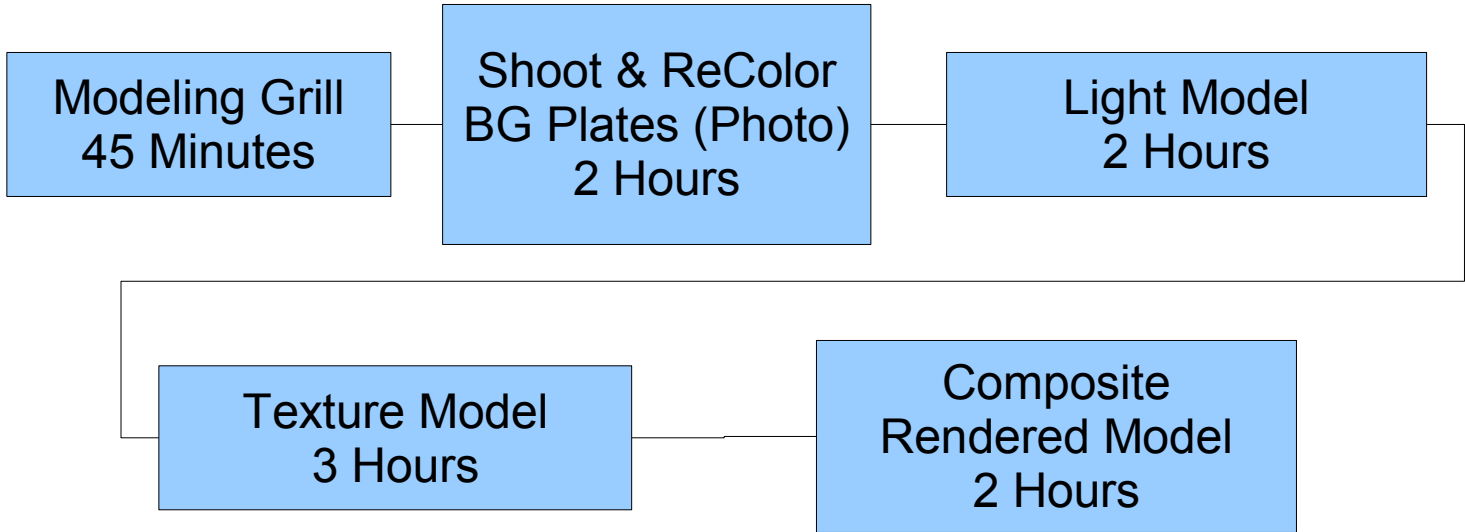 Modeling Grill
45 Minutes
Shoot & ReColor
BG Plates (Photo)
2 Hours
Light Model
2 Hours
Texture Model
3 Hours
Composite
Rendered Model
2 Hours